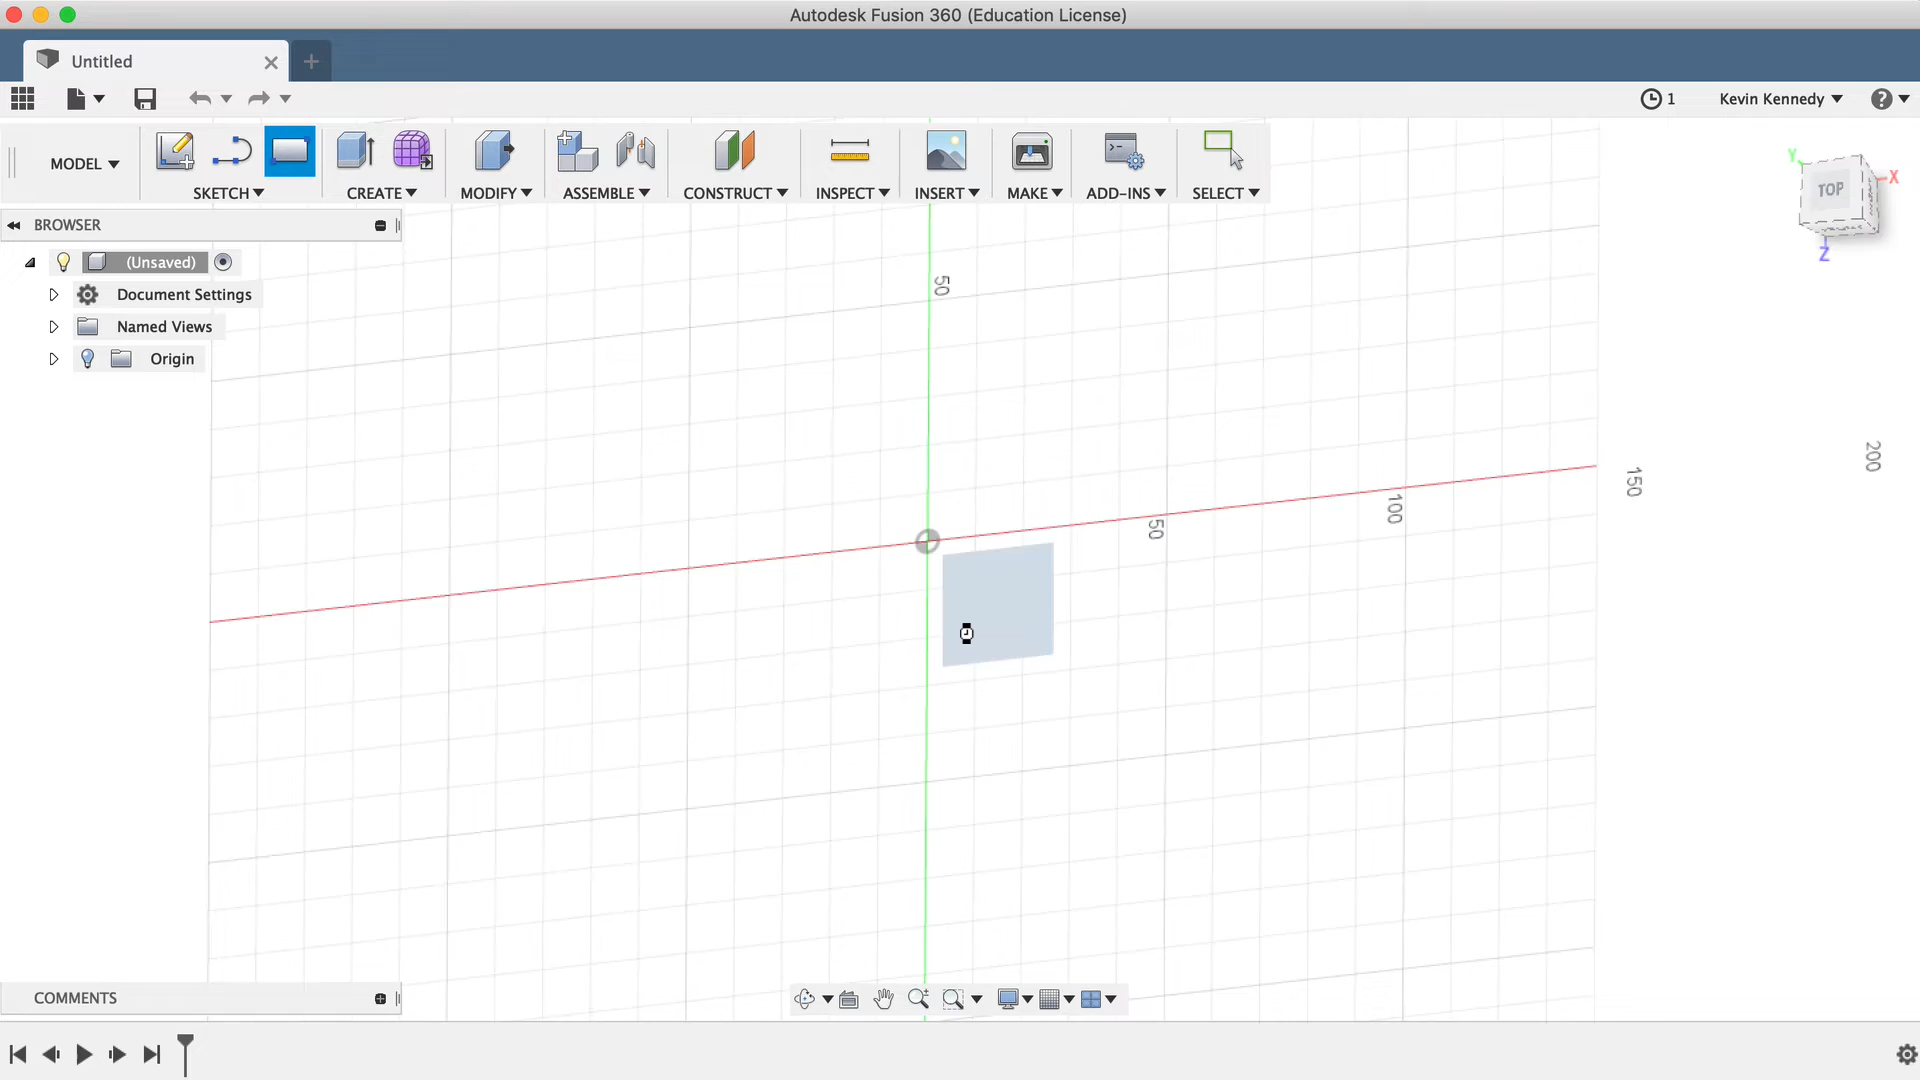 Autodesk Fusion 360 (Education License)
Untitled
1
Kevin Kennedy
MODEL
SKETCH
CREATE
MODIFY
ASSEMBLE
CONSTRUCT
INSPECT
INSERT
MAKE
ADD-INS
SELECT
BROWSER
(Unsaved)
Document Settings
Named Views
Origin
Y
TOP
X
Z
50
50
100
150
200
COMMENTS